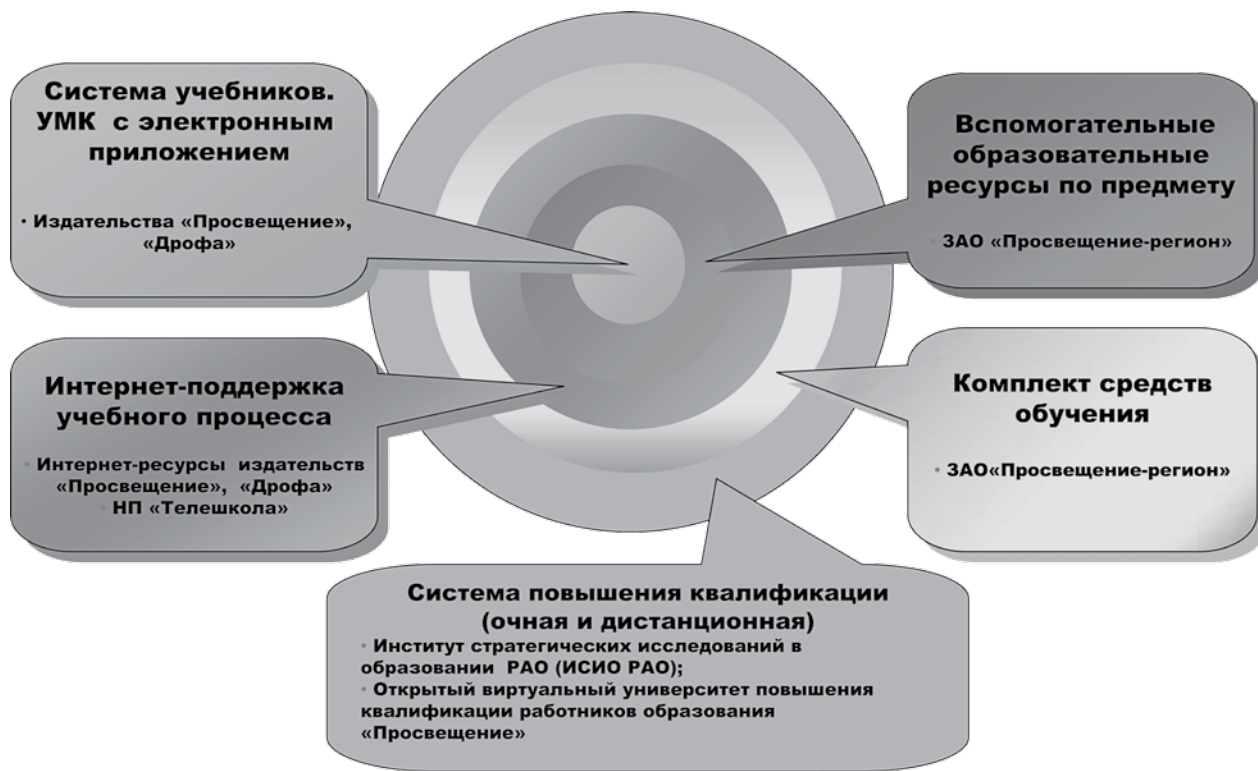 Система учебников.
УМК с электронным
приложением
• Издательства «Просвещение»,
«Дрофа»
Вспомогательные
образовательные
ресурсы по предмету
• ЗАО «Просвещение-регион»
Интернет-поддержка
учебного процесса
• Интернет-ресурсы издательств
«Просвещение», «Дрофа»
• НП «Телешкола»
Комплект средств
обучения
• ЗАО«Просвещение-регион»
Система повышения квалификации
(очная и дистанционная)
• Институт стратегических исследований в
образовании РАО (ИСИО РАО);
• Открытый виртуальный университет повышения
квалификации работников образования
«Просвещение»